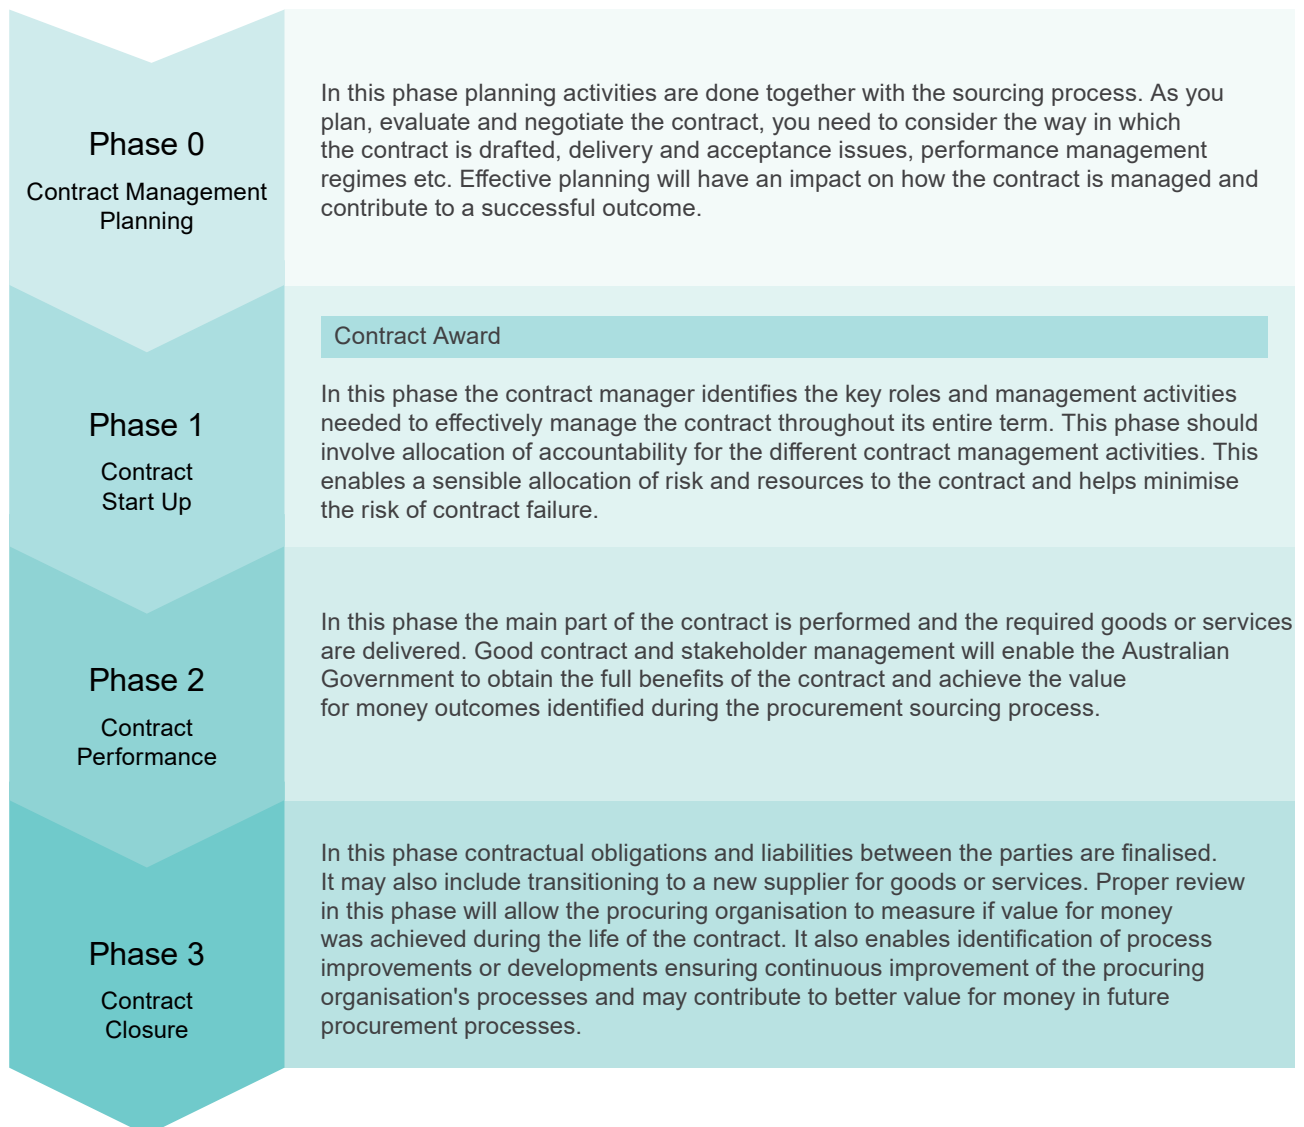 Phase 0
Contract Management
Planning
In this phase planning activities are done together with the sourcing process. As you
plan, evaluate and negotiate the contract, you need to consider the way in which
the contract is drafted, delivery and acceptance issues, performance management
regimes etc. Effective planning will have an impact on how the contract is managed and
contribute to a successful outcome.
Contract Award
Phase 1
Contract
Start Up
In this phase the contract manager identifies the key roles and management activities
needed to effectively manage the contract throughout its entire term. This phase should
involve allocation of accountability for the different contract management activities. This
enables a sensible allocation of risk and resources to the contract and helps minimise
the risk of contract failure.
Phase 2
Contract
Performance
In this phase the main part of the contract is performed and the required goods or services
are delivered. Good contract and stakeholder management will enable the Australian
Government to obtain the full benefits of the contract and achieve the value
for money outcomes identified during the procurement sourcing process.
Phase 3
Contract
Closure
In this phase contractual obligations and liabilities between the parties are finalised.
It may also include transitioning to a new supplier for goods or services. Proper review
in this phase will allow the procuring organisation to measure if value for money
was achieved during the life of the contract. It also enables identification of process
improvements or developments ensuring continuous improvement of the procuring
organisation's processes and may contribute to better value for money in future
procurement processes.